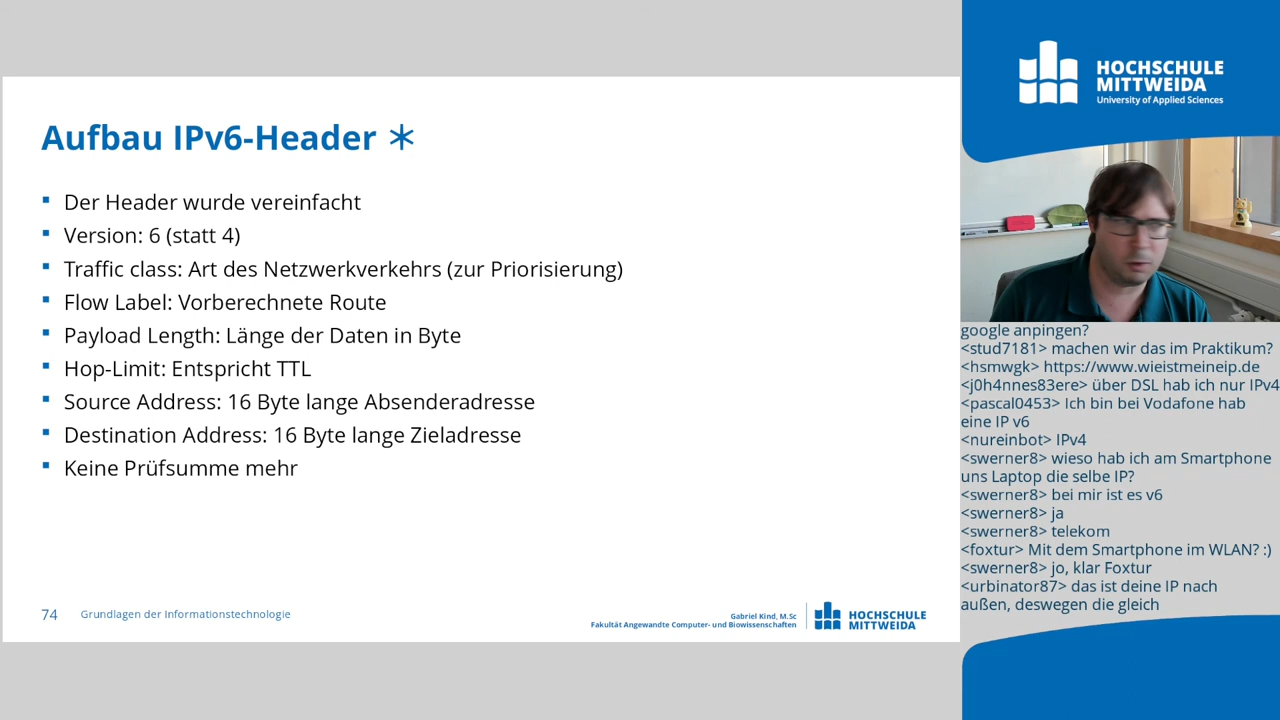 Aufbau IPv6-Header ∗
▪ Der Header wurde vereinfacht
▪ Version: 6 (statt 4)
▪ Traffic class: Art des Netzwerkverkehrs (zur Priorisierung)
▪ Flow Label: Vorberechnete Route
▪ Payload Length: Länge der Daten in Byte
▪ Hop-Limit: Entspricht TTL
▪ Source Address: 16 Byte lange Absenderadresse
▪ Destination Address: 16 Byte lange Zieladresse
▪ Keine Prüfsumme mehr
74 Grundlagen der Informationstechnologie
Gabriel Kind, M.Sc
Fakultät Angewandte Computer- und Biowissenschaften
HOCHSCHULE
MITTWEIDA
HOCHSCHULE
MITTWEIDA
University of Applied Sciences
google anpingen?
<stud7181> machen wir das im Praktikum?
<hsmwgk> https://www.wieistmeineip.de
<j0h4nnes83ere> über DSL hab ich nur IPv4
<pascal0453> Ich bin bei Vodafone hab
eine IP v6
<nureinbot> IPv4
<swerner8> wieso hab ich am Smartphone
uns Laptop die selbe IP?
<swerner8> bei mir ist es v6
<swerner8> ja
<swerner8> telekom
<foxtur> Mit dem Smartphone im WLAN? :)
<swerner8> jo, klar Foxtur
<urbinator87> das ist deine IP nach
außen, deswegen die gleich